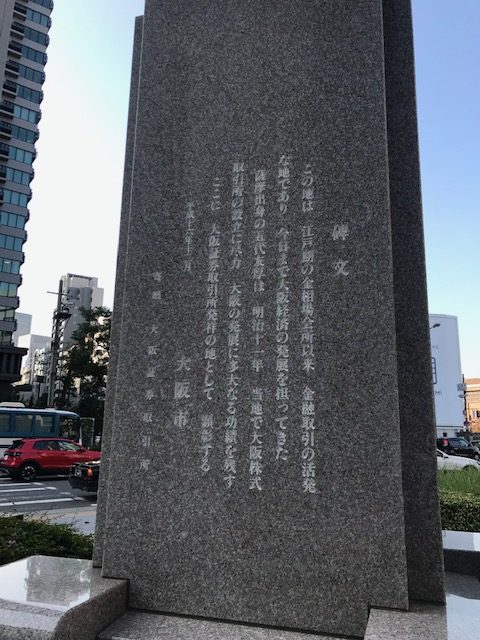 碑文
この地は 江戸期の金相場会所以来 金融取引の活発
な地であり 今日まで大阪経済の発展を担ってきた
薩摩出身の五代友厚は 明治十一年 当地で大阪株式
取引所の設立に尽力 大阪の発展に多大なる功績を残す
ここに 大阪証券取引所発祥の地として 顕彰する
大阪市
寄贈 大阪証券取引所